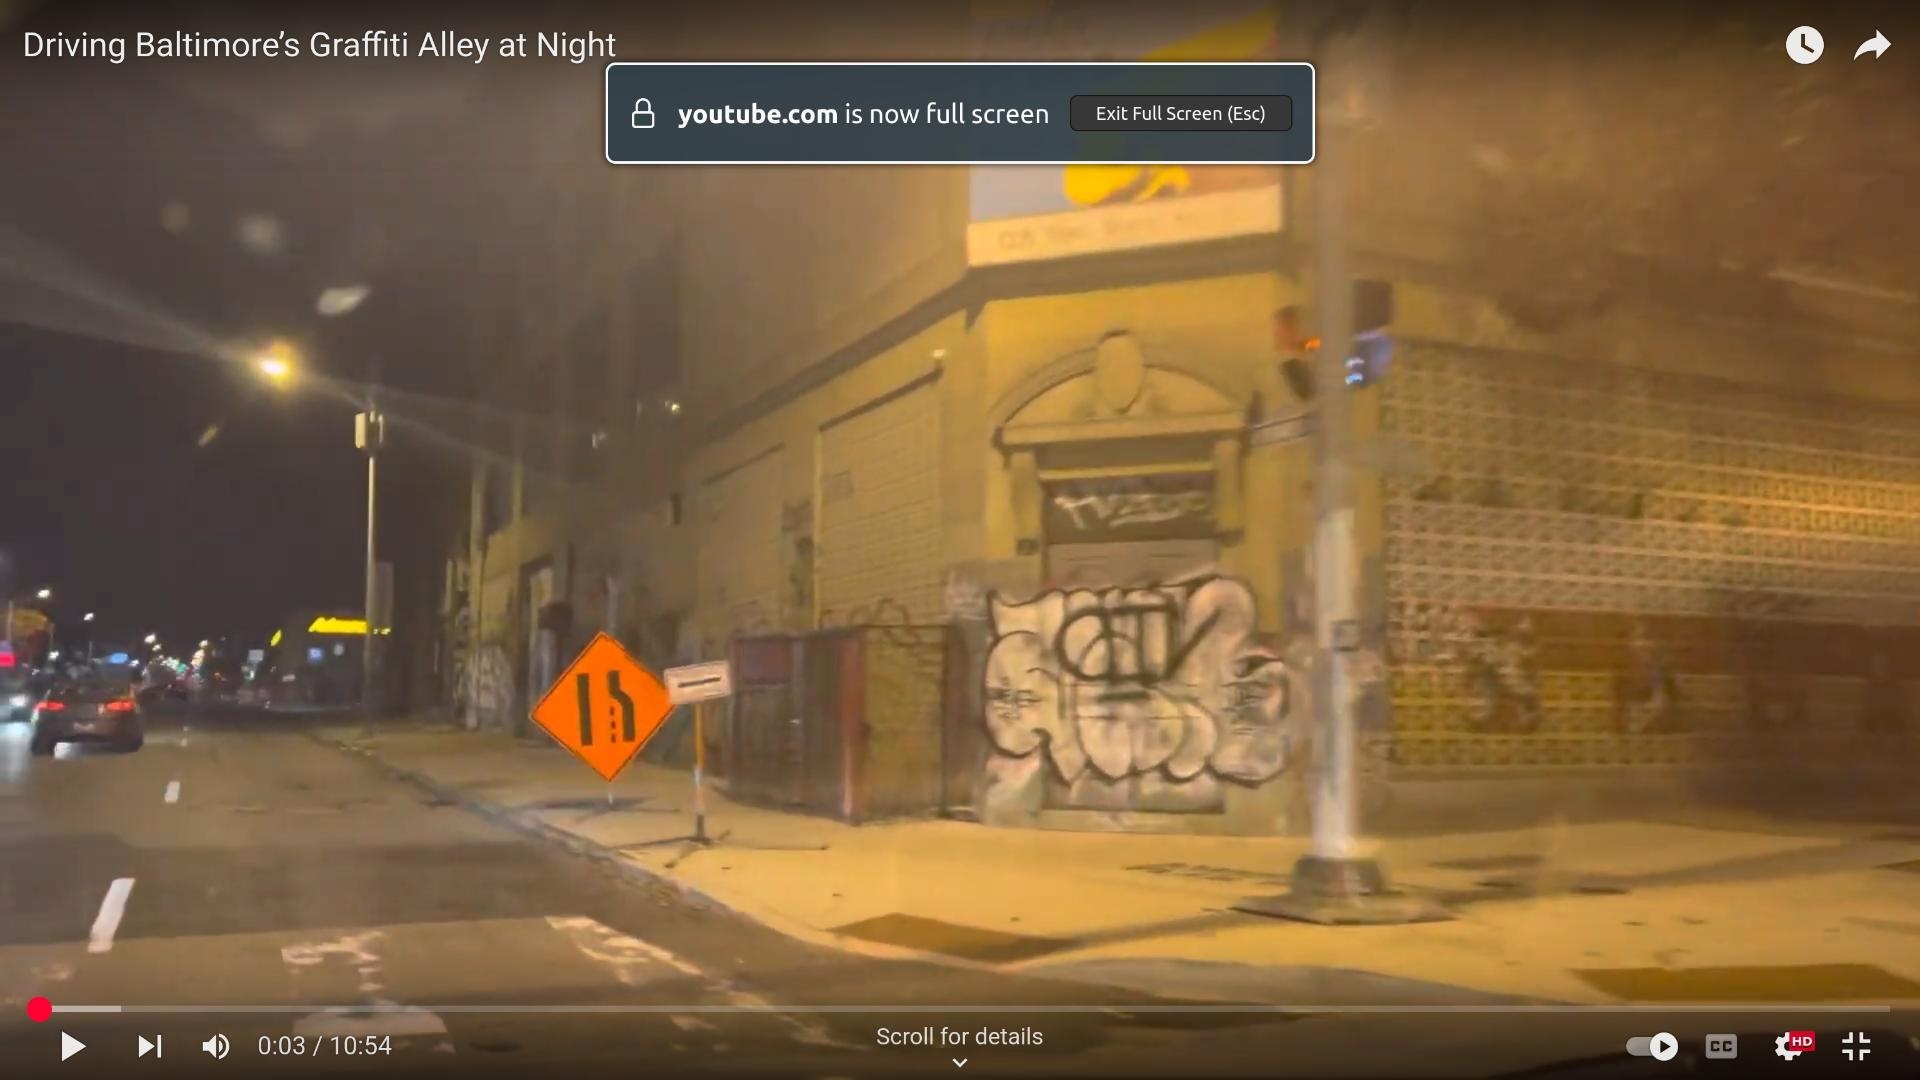 Driving Baltimore’s Graffiti Alley at Night
youtube.com is now full screen
Exit Full Screen (Esc)
0:03 / 10:54
Scroll for details
CC
HD